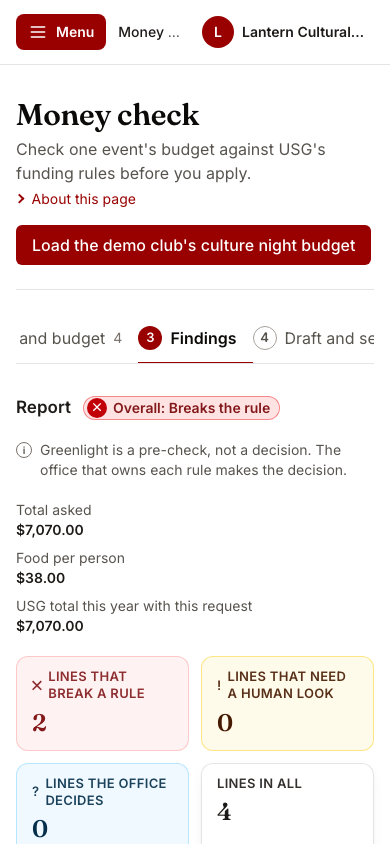 Menu
Money ...
L
Lantern Cultural...
Money check
Check one event's budget against USG's
funding rules before you apply.
About this page
Load the demo club's culture night budget
and budget 4
3 Findings
4 Draft and se
Report
Overall: Breaks the rule
Greenlight is a pre-check, not a decision. The
office that owns each rule makes the decision.
Total asked
$7,070.00
Food per person
$38.00
USG total this year with this request
$7,070.00
LINES THAT
BREAK A RULE
2
! LINES THAT NEED
A HUMAN LOOK
0
? LINES THE OFFICE
DECIDES
0
LINES IN ALL
4